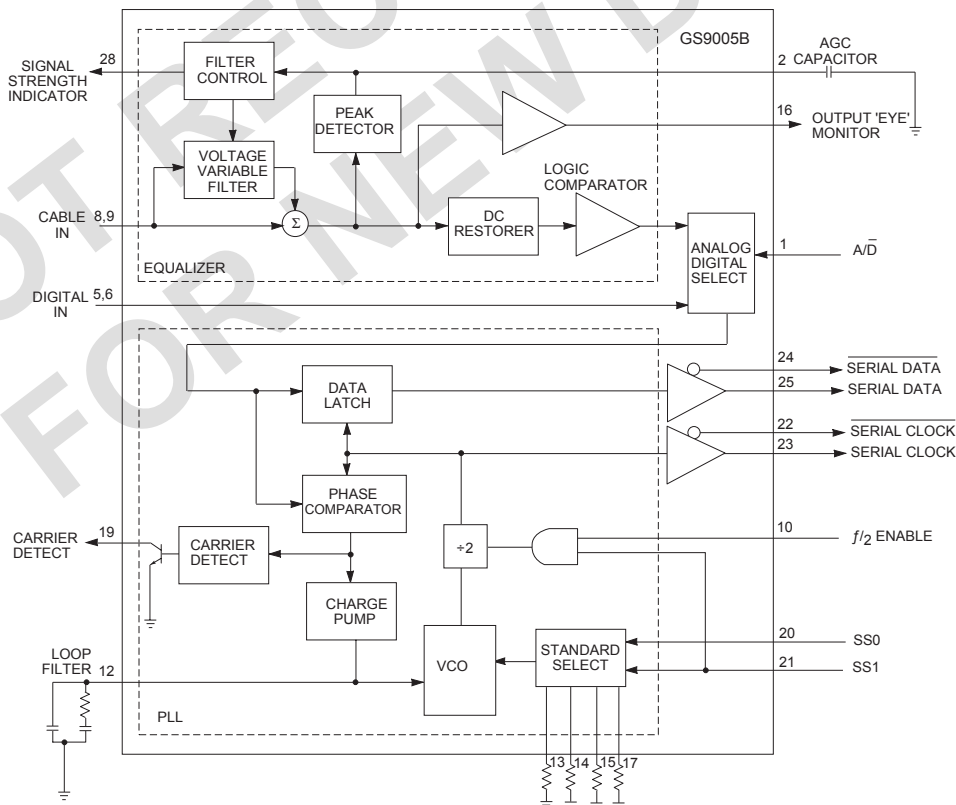 NOT RECOMMENDED
FOR NEW D
GS9005B
SIGNAL
STRENGTH
INDICATOR
28
FILTER
CONTROL
2
AGC
CAPACITOR
PEAK
DETECTOR
16
OUTPUT 'EYE'
MONITOR
VOLTAGE
VARIABLE
FILTER
LOGIC
COMPARATOR
CABLE
IN
8,9
Σ
DC
RESTORER
ANALOG
DIGITAL
SELECT
1
A/D̅
EQUALIZER
DIGITAL
IN
5,6
24
SERIAL DATA
25
SERIAL DATA
DATA
LATCH
22
SERIAL CLOCK
23
SERIAL CLOCK
PHASE
COMPARATOR
CARRIER
DETECT
19
CARRIER
DETECT
÷2
10
ƒ/2 ENABLE
CHARGE
PUMP
20
SS0
LOOP
FILTER
12
VCO
STANDARD
SELECT
21
SS1
PLL
13 14 15 17